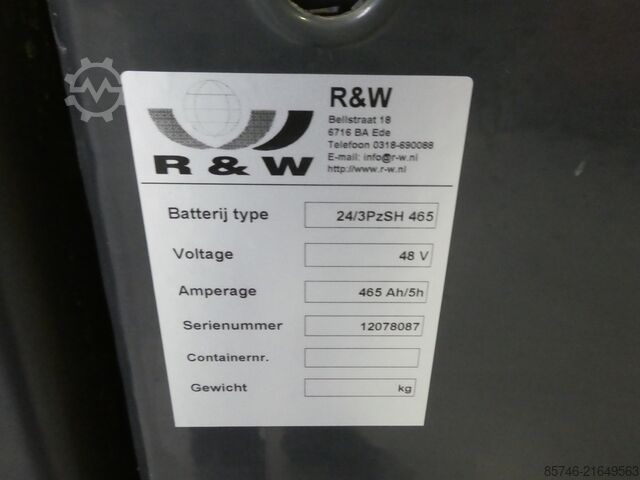 R&W
Bellstraat 18
6716 BA Ede
Telefoon 0318-690088
E-mail: info@r-w.nl
http://www.r-w.nl
R & W
Batterij type 24/3PzSH 465
Voltage 48 V
Amperage 465 Ah/5h
Serienummer 12078087
Containernr.
Gewicht kg
85746-21649563